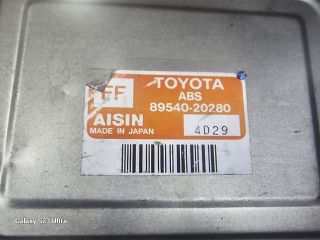 FF
TOYOTA
ABS
89540-20280
AISIN
4D29
MADE IN JAPAN
Galaxy S23 Ultra